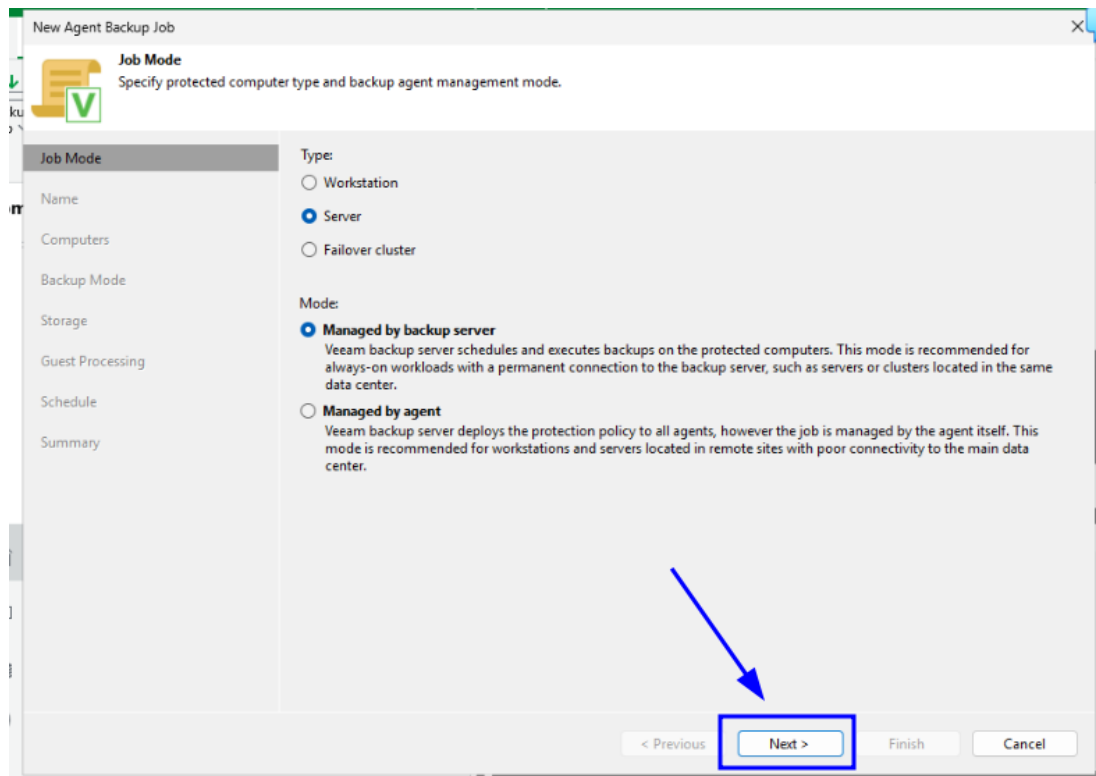 New Agent Backup Job
Job Mode
Specify protected computer type and backup agent management mode.
V
Job Mode
Name
Computers
Backup Mode
Storage
Guest Processing
Schedule
Summary
Type:
Workstation
Server
Failover cluster
Mode:
Managed by backup server
Veeam backup server schedules and executes backups on the protected computers. This mode is recommended for
always-on workloads with a permanent connection to the backup server, such as servers or clusters located in the same
data center.
Managed by agent
Veeam backup server deploys the protection policy to all agents, however the job is managed by the agent itself. This
mode is recommended for workstations and servers located in remote sites with poor connectivity to the main data
center.
< Previous
Next >
Finish
Cancel